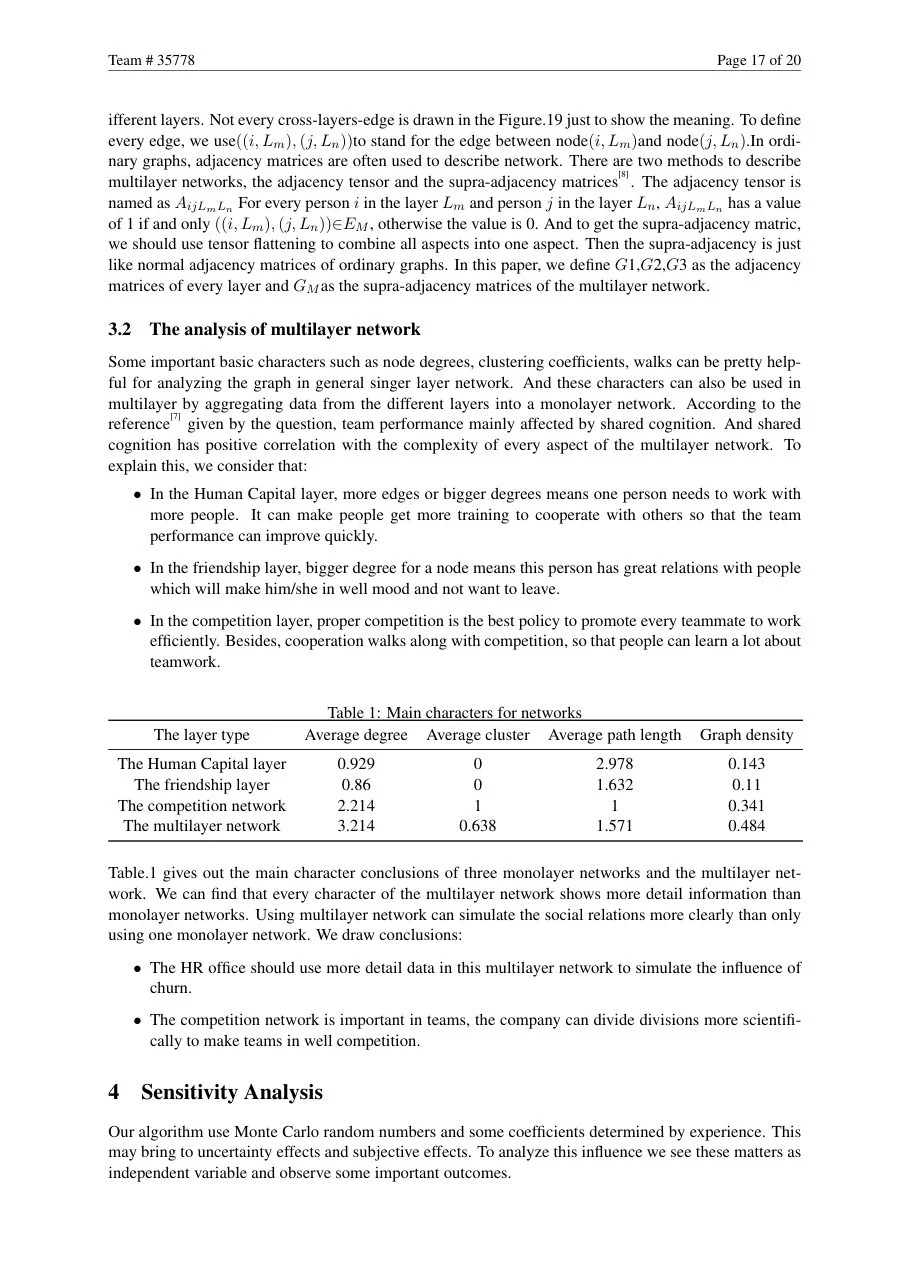 Team # 35778 Page 17 of 20
ifferent layers. Not every cross-layers-edge is drawn in the Figure.19 just to show the meaning. To define
every edge, we use((i, Lm), (j, Ln))to stand for the edge between node(i, Lm)and node(j, Ln).In ordi-
nary graphs, adjacency matrices are often used to describe network. There are two methods to describe
multilayer networks, the adjacency tensor and the supra-adjacency matrices[8]. The adjacency tensor is
named as AijLmLn For every person i in the layer Lm and person j in the layer Ln, AijLmLn has a value
of 1 if and only ((i, Lm), (j, Ln))∈EM, otherwise the value is 0. And to get the supra-adjacency matric,
we should use tensor flattening to combine all aspects into one aspect. Then the supra-adjacency is just
like normal adjacency matrices of ordinary graphs. In this paper, we define G1,G2,G3 as the adjacency
matrices of every layer and GM as the supra-adjacency matrices of the multilayer network.
3.2 The analysis of multilayer network
Some important basic characters such as node degrees, clustering coefficients, walks can be pretty help-
ful for analyzing the graph in general singer layer network. And these characters can also be used in
multilayer by aggregating data from the different layers into a monolayer network. According to the
reference[7] given by the question, team performance mainly affected by shared cognition. And shared
cognition has positive correlation with the complexity of every aspect of the multilayer network. To
explain this, we consider that:
• In the Human Capital layer, more edges or bigger degrees means one person needs to work with
more people. It can make people get more training to cooperate with others so that the team
performance can improve quickly.
• In the friendship layer, bigger degree for a node means this person has great relations with people
which will make him/she in well mood and not want to leave.
• In the competition layer, proper competition is the best policy to promote every teammate to work
efficiently. Besides, cooperation walks along with competition, so that people can learn a lot about
teamwork.
Table 1: Main characters for networks
The layer type Average degree Average cluster Average path length Graph density
The Human Capital layer 0.929 0 2.978 0.143
The friendship layer 0.86 0 1.632 0.11
The competition network 2.214 1 1 0.341
The multilayer network 3.214 0.638 1.571 0.484
Table.1 gives out the main character conclusions of three monolayer networks and the multilayer net-
work. We can find that every character of the multilayer network shows more detail information than
monolayer networks. Using multilayer network can simulate the social relations more clearly than only
using one monolayer network. We draw conclusions:
• The HR office should use more detail data in this multilayer network to simulate the influence of
churn.
• The competition network is important in teams, the company can divide divisions more scientifi-
cally to make teams in well competition.
4 Sensitivity Analysis
Our algorithm use Monte Carlo random numbers and some coefficients determined by experience. This
may bring to uncertainty effects and subjective effects. To analyze this influence we see these matters as
independent variable and observe some important outcomes.